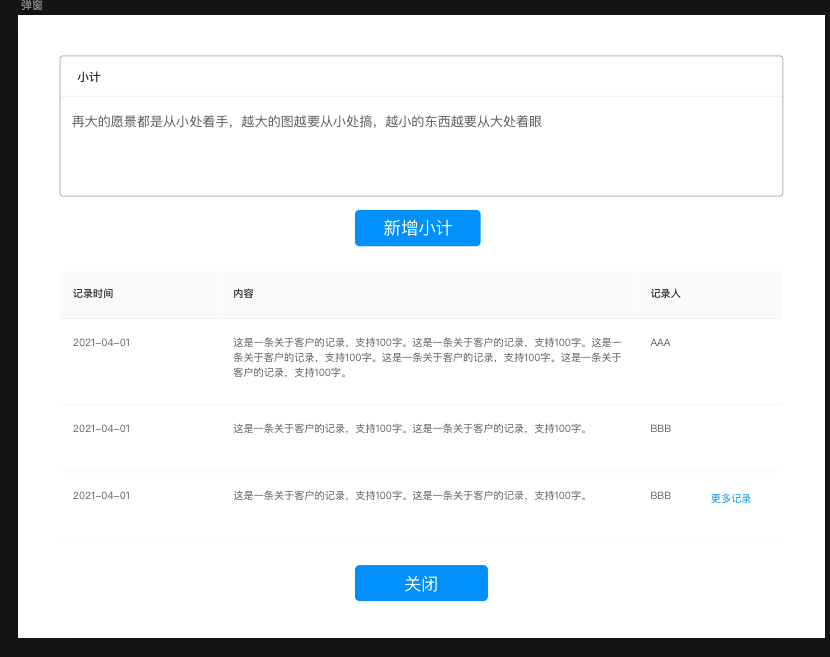 弹窗
小计
再大的愿景都是从小处着手，越大的图越要从小处搞，越小的东西越要从大处着眼
新增小计
记录时间 内容 记录人
2021-04-01 这是一条关于客户的记录，支持100字。这是一条关于客户的记录，支持100字。这是一 AAA
条关于客户的记录，支持100字。这是一条关于客户的记录，支持100字。这是一条关于
客户的记录，支持100字。
2021-04-01 这是一条关于客户的记录，支持100字。这是一条关于客户的记录，支持100字。 BBB
2021-04-01 这是一条关于客户的记录，支持100字。这是一条关于客户的记录，支持100字。 BBB 更多记录
关闭